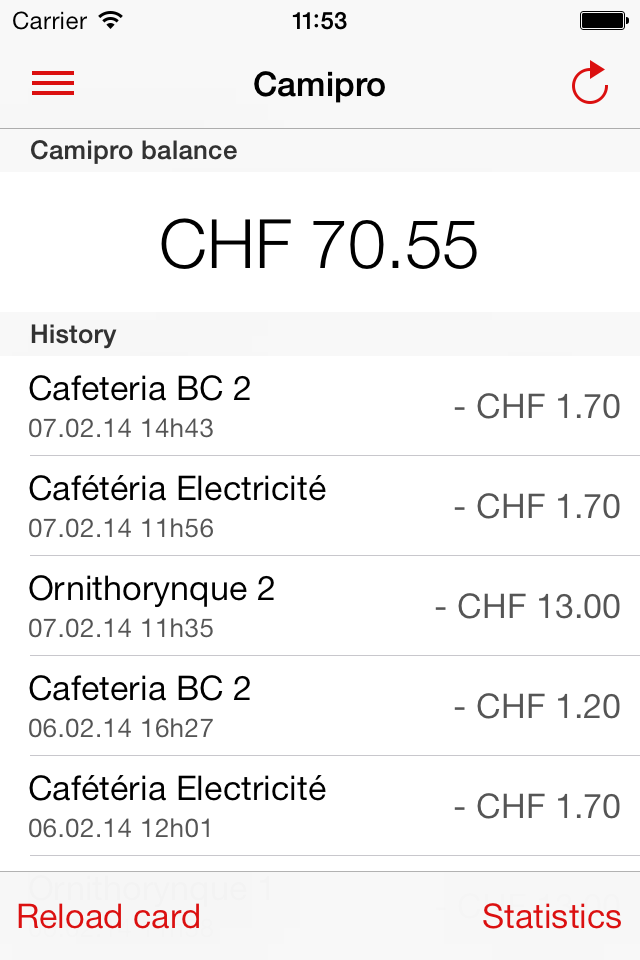 Carrier 11:53
Camipro
Camipro balance
CHF 70.55
History
Cafeteria BC 2
07.02.14 14h43
- CHF 1.70
Cafétéria Electricité
07.02.14 11h56
- CHF 1.70
Ornithorynque 2
07.02.14 11h35
- CHF 13.00
Cafeteria BC 2
06.02.14 16h27
- CHF 1.20
Cafétéria Electricité
06.02.14 12h01
- CHF 1.70
Ornithorynque 1
Reload card
Statistics